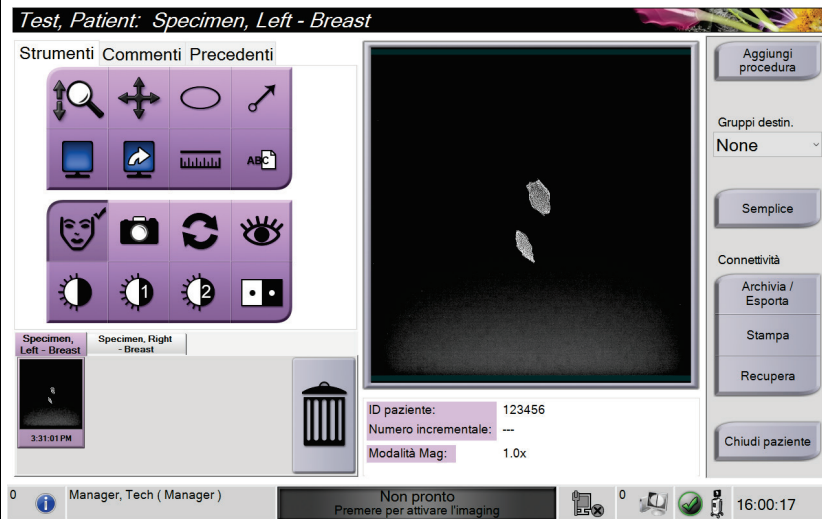 Test, Patient:  Specimen, Left - Breast
Strumenti
Commenti
Precedenti
ABC
1
2
Specimen,
Left - Breast
Specimen, Right
- Breast
3:31:01 PM
ID paziente: 123456
Numero incrementale: ---
Modalità Mag: 1.0x
Aggiungi
procedura
Gruppi destin.
None
Semplice
Connettività
Archivia /
Esporta
Stampa
Recupera
Chiudi paziente
0
Manager, Tech ( Manager )
Non pronto
Premere per attivare l'imaging
0
16:00:17